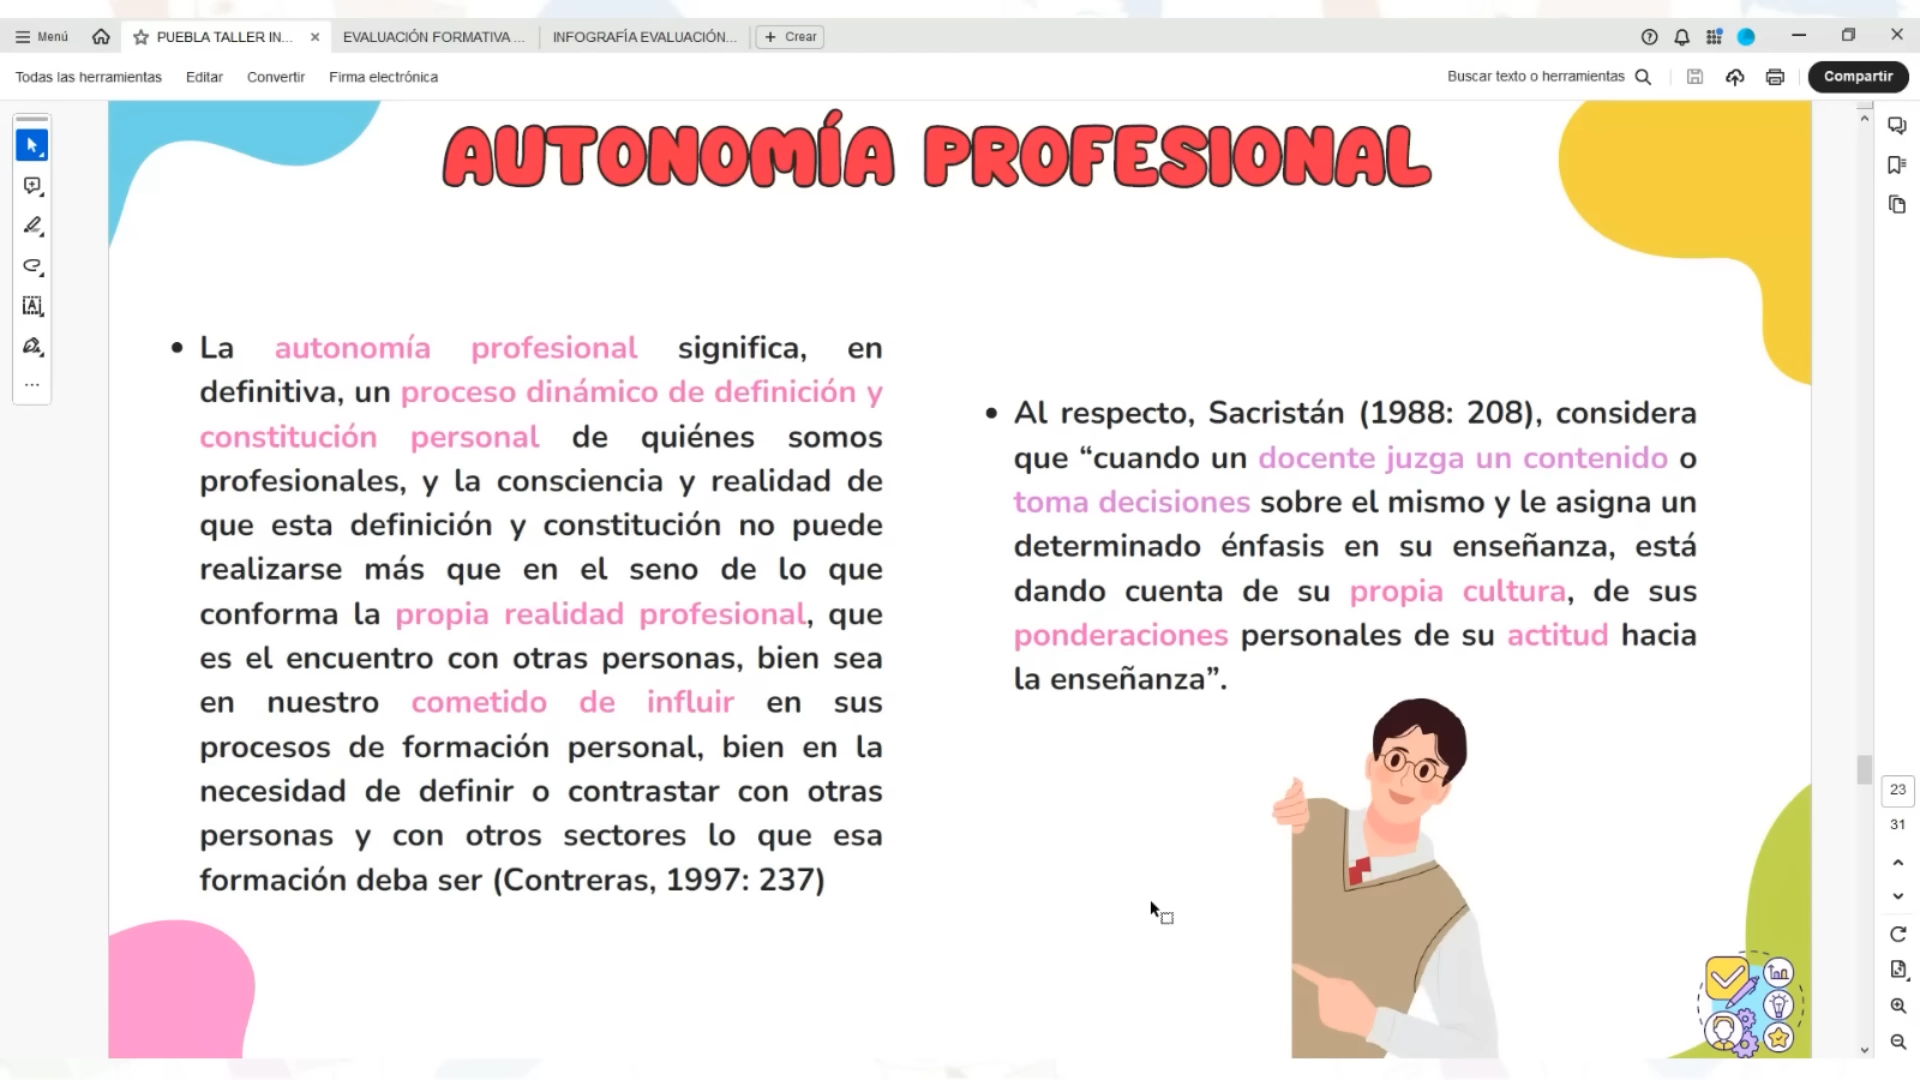 Menú
PUEBLA TALLER IN...
EVALUACIÓN FORMATIVA ...
INFOGRAFÍA EVALUACIÓN...
Crear
Todas las herramientas
Editar
Convertir
Firma electrónica
Buscar texto o herramientas
Compartir
AUTONOMÍA PROFESIONAL
• La autonomía profesional significa, en
definitiva, un proceso dinámico de definición y
constitución personal de quiénes somos
profesionales, y la consciencia y realidad de
que esta definición y constitución no puede
realizarse más que en el seno de lo que
conforma la propia realidad profesional, que
es el encuentro con otras personas, bien sea
en nuestro cometido de influir en sus
procesos de formación personal, bien en la
necesidad de definir o contrastar con otras
personas y con otros sectores lo que esa
formación deba ser (Contreras, 1997: 237)
• Al respecto, Sacristán (1988: 208), considera
que “cuando un docente juzga un contenido o
toma decisiones sobre el mismo y le asigna un
determinado énfasis en su enseñanza, está
dando cuenta de su propia cultura, de sus
ponderaciones personales de su actitud hacia
la enseñanza”.
23
31